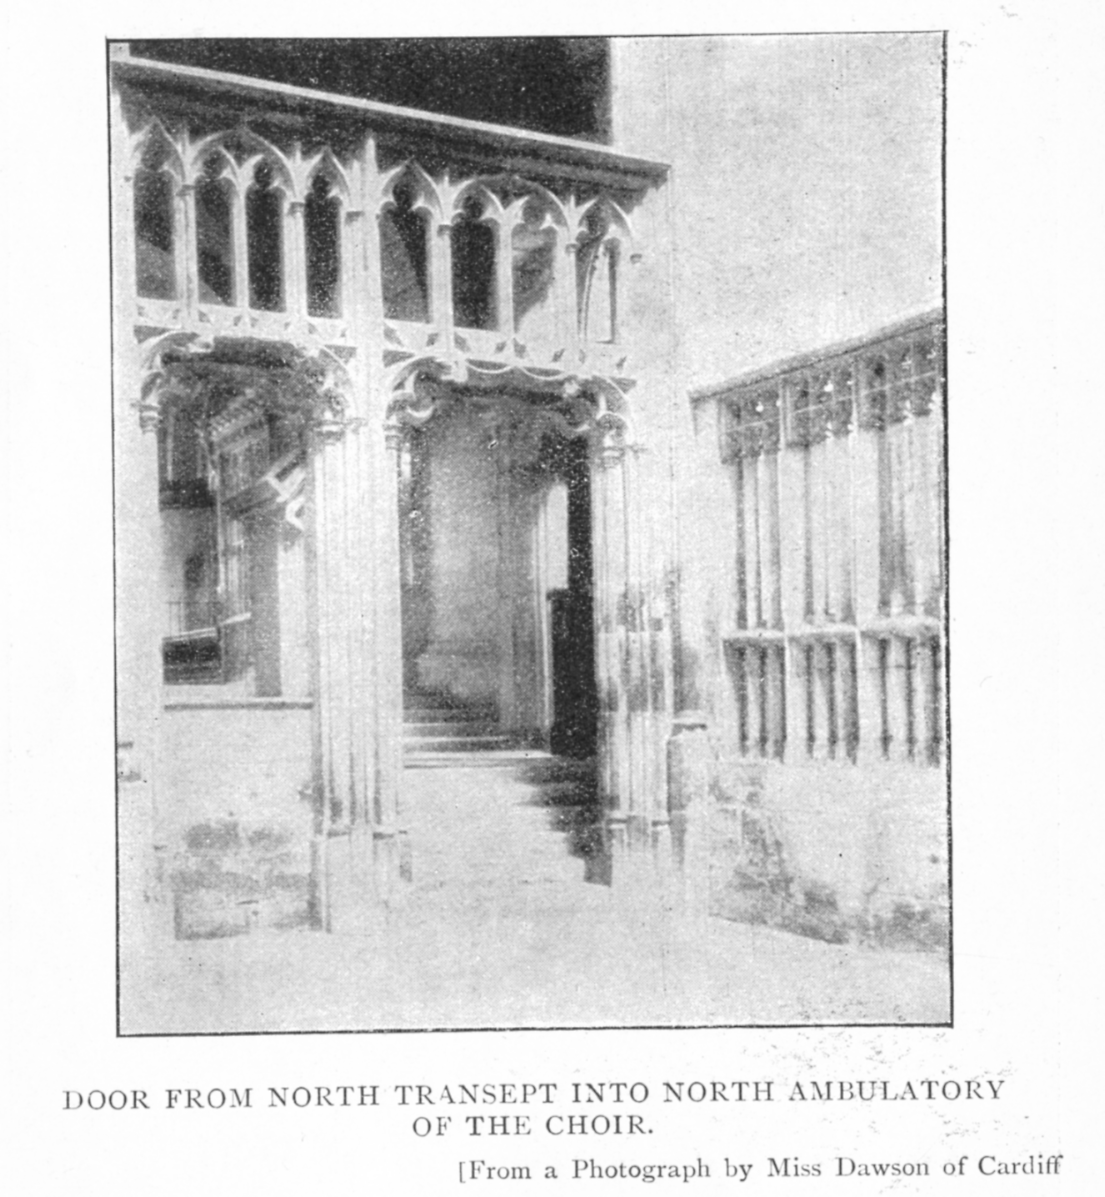 DOOR FROM NORTH TRANSEPT INTO NORTH AMBULATORY
OF THE CHOIR.
[From a Photograph by Miss Dawson of Cardiff